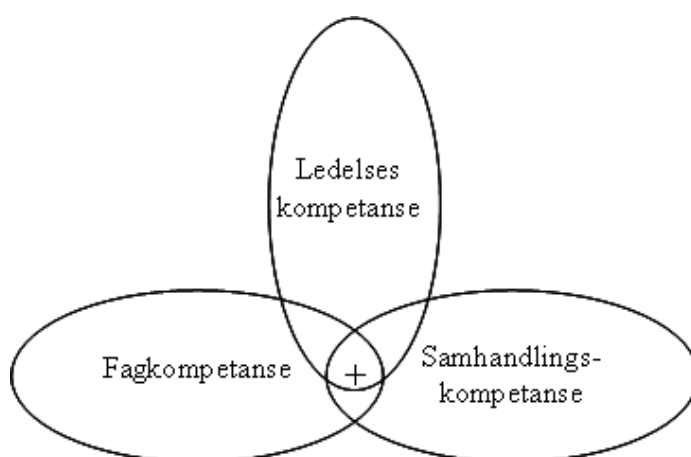 Ledelses
kompetanse
Fagkompetanse
Samhandlings-
kompetanse
+